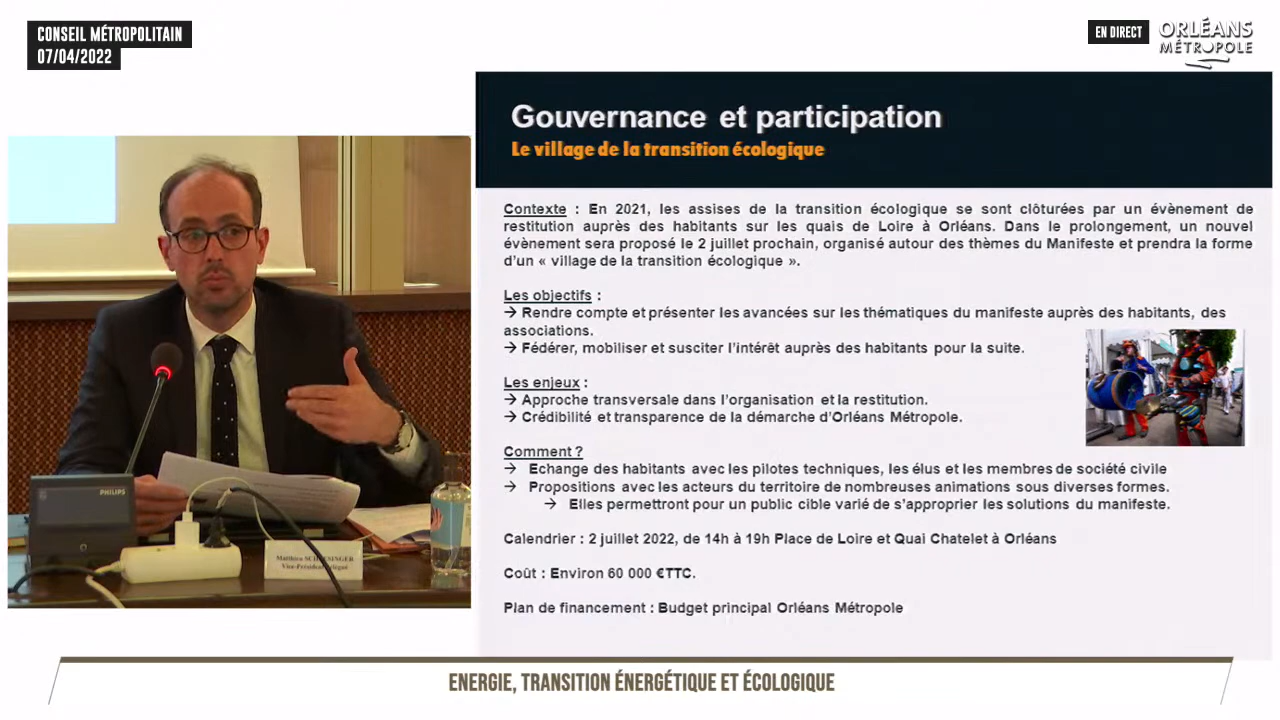 CONSEIL MÉTROPOLITAIN
07/04/2022
EN DIRECT
ORLÉANS
MÉTROPOLE
Gouvernance et participation
Le village de la transition écologique
Contexte : En 2021, les assises de la transition écologique se sont clôturées par un évènement de
restitution auprès des habitants sur les quais de Loire à Orléans. Dans le prolongement, un nouvel
évènement sera proposé le 2 juillet prochain, organisé autour des thèmes du Manifeste et prendra la forme
d'un « village de la transition écologique ».
Les objectifs :
→ Rendre compte et présenter les avancées sur les thématiques du manifeste auprès des habitants, des
associations.
→ Fédérer, mobiliser et susciter l'intérêt auprès des habitants pour la suite.
Les enjeux :
→ Approche transversale dans l'organisation et la restitution.
→ Crédibilité et transparence de la démarche d'Orléans Métropole.
Comment ?
→ Echange des habitants avec les pilotes techniques, les élus et les membres de société civile
→ Propositions avec les acteurs du territoire de nombreuses animations sous diverses formes.
→ Elles permettront pour un public cible varié de s'approprier les solutions du manifeste.
Calendrier : 2 juillet 2022, de 14h à 19h Place de Loire et Quai Chatelet à Orléans
Coût : Environ 60 000 €TTC.
Plan de financement : Budget principal Orléans Métropole
PHILIPS
Matthieu SCHLESINGER
Vice-Président délégué
ENERGIE, TRANSITION ÉNERGÉTIQUE ET ÉCOLOGIQUE